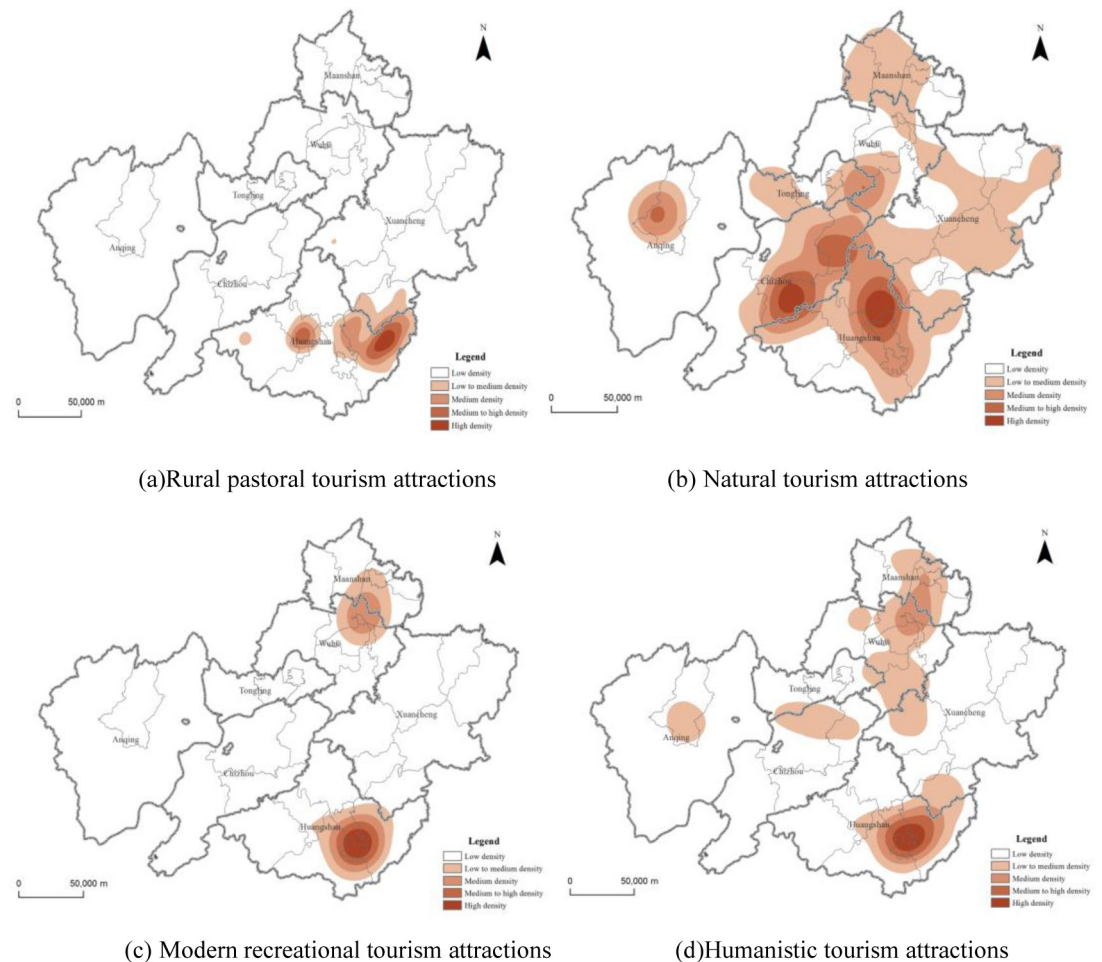 N
Maanshan
Wuhu
Tongling
Xuancheng
Anqing
Chizhou
Huangshan
Legend
Low density
Low to medium density
Medium density
Medium to high density
High density
0 50,000 m
(a)Rural pastoral tourism attractions
N
Maanshan
Wuhu
Tongling
Xuancheng
Anqing
Chizhou
Huangshan
Legend
Low density
Low to medium density
Medium density
Medium to high density
High density
0 50,000 m
(b) Natural tourism attractions
N
Maanshan
Wuhu
Tongling
Xuancheng
Anqing
Chizhou
Huangshan
Legend
Low density
Low to medium density
Medium density
Medium to high density
High density
0 50,000 m
(c) Modern recreational tourism attractions
N
Maanshan
Wuhu
Tongling
Xuancheng
Anqing
Chizhou
Huangshan
Legend
Low density
Low to medium density
Medium density
Medium to high density
High density
0 50,000 m
(d)Humanistic tourism attractions